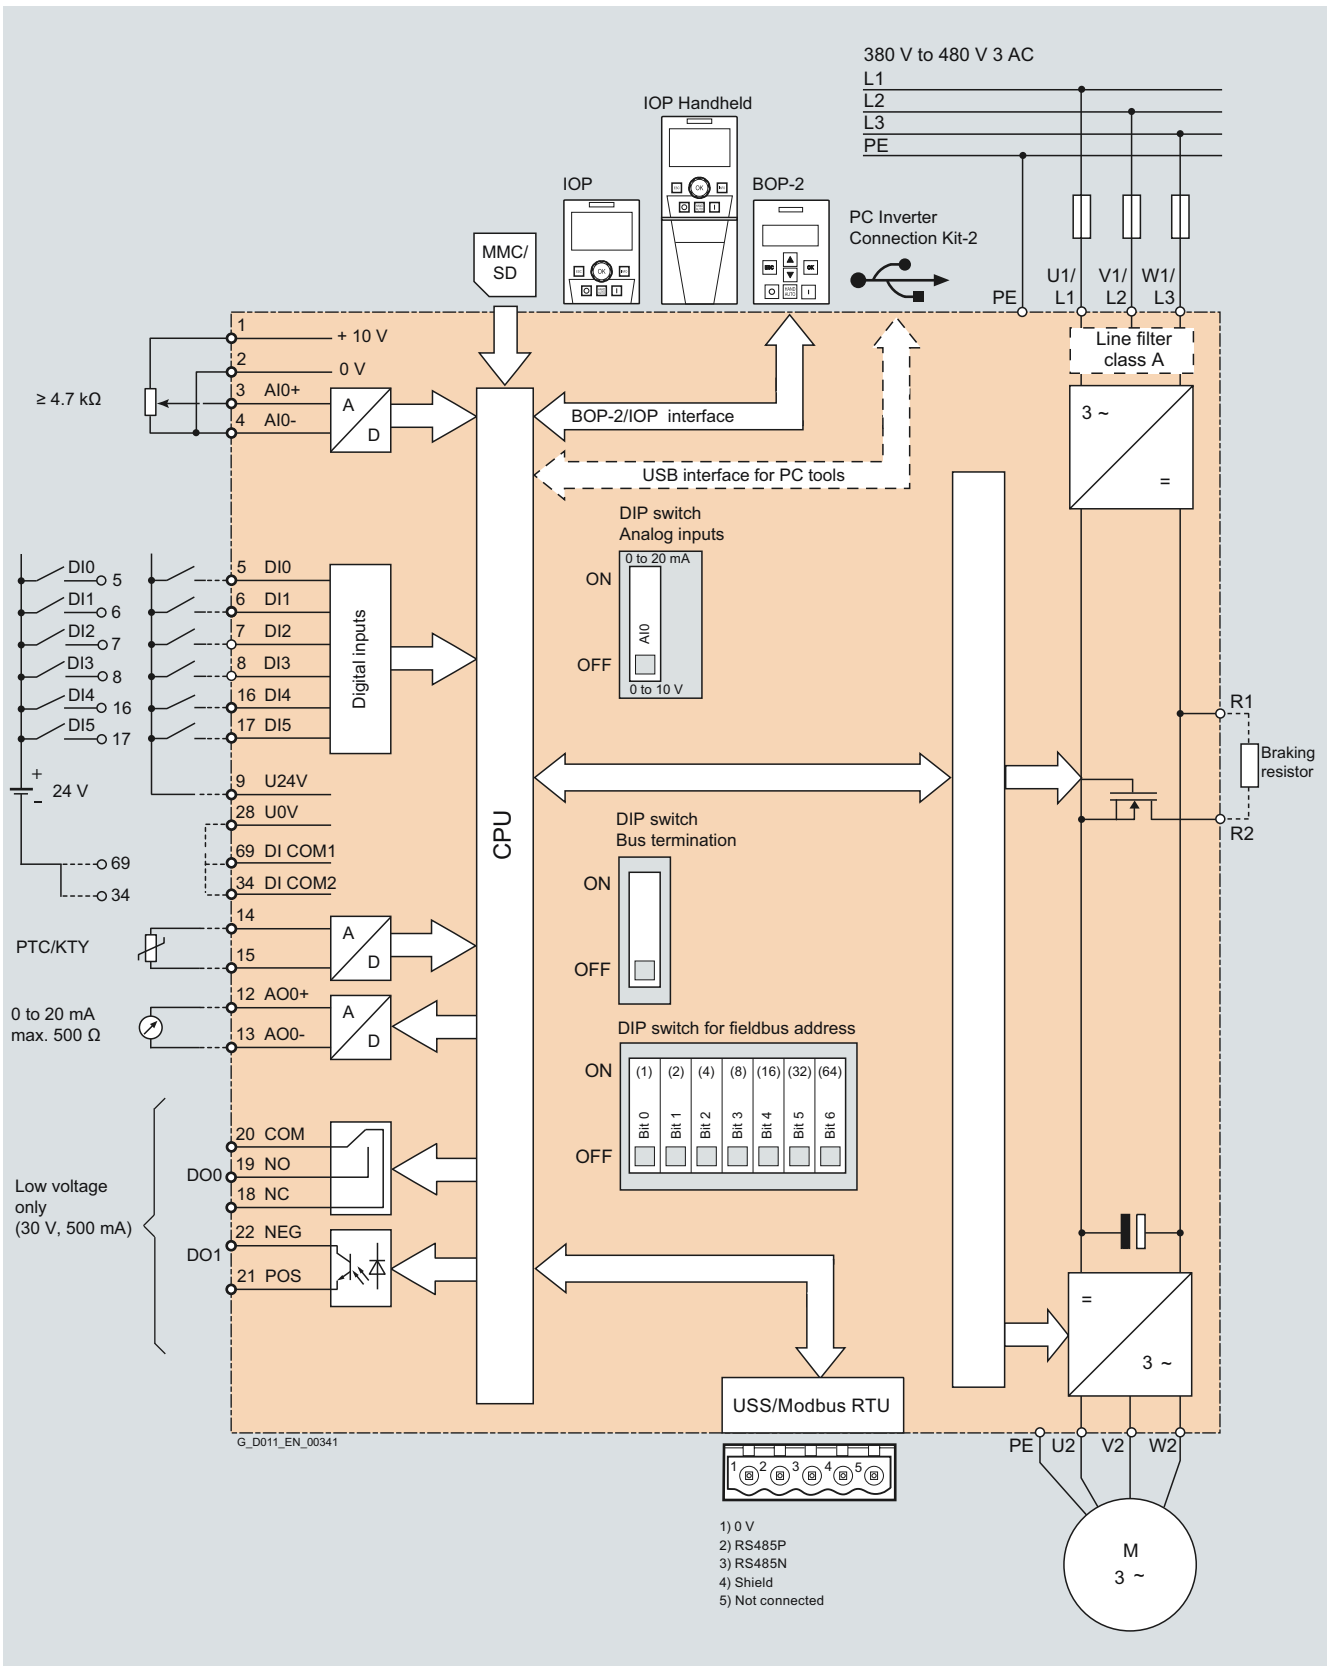 380 V to 480 V 3 AC
L1
L2
L3
PE
IOP Handheld
IOP
BOP-2
PC Inverter
Connection Kit-2
MMC/
SD
OK
OK
ESC
OK
HAND
AUTO
PE
U1/
L1
V1/
L2
W1/
L3
Line filter
class A
3 ~
=
1
+ 10 V
2
0 V
3 AI0+
4 AI0-
≥ 4.7 kΩ
A
D
BOP-2/IOP interface
USB interface for PC tools
DIP switch
Analog inputs
0 to 20 mA
ON
AI0
OFF
0 to 10 V
DI0
5
DI1
6
DI2
7
DI3
8
DI4
16
DI5
17
5 DI0
6 DI1
7 DI2
8 DI3
16 DI4
17 DI5
Digital inputs
+
24 V
–
9 U24V
28 U0V
69 DI COM1
34 DI COM2
69
34
CPU
R1
Braking
resistor
R2
DIP switch
Bus termination
ON
OFF
PTC/KTY
14
15
A
D
0 to 20 mA
max. 500 Ω
12 AO0+
13 AO0-
A
D
DIP switch for fieldbus address
ON
(1) (2) (4) (8) (16) (32) (64)
Bit 0 Bit 1 Bit 2 Bit 3 Bit 4 Bit 5 Bit 6
OFF
Low voltage
only
(30 V, 500 mA)
DO0
20 COM
19 NO
18 NC
DO1
22 NEG
21 POS
=
3 ~
USS/Modbus RTU
G_D011_EN_00341
PE U2 V2 W2
1 2 3 4 5
M
3 ~
1) 0 V
2) RS485P
3) RS485N
4) Shield
5) Not connected